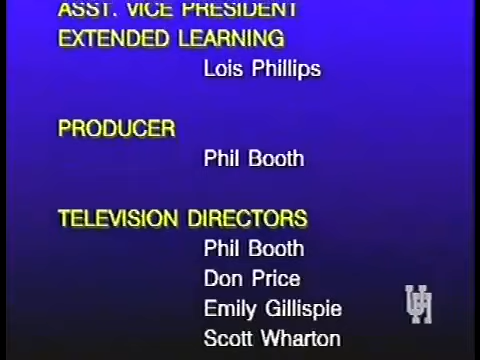 ASST. VICE PRESIDENT
EXTENDED LEARNING
Lois Phillips
PRODUCER
Phil Booth
TELEVISION DIRECTORS
Phil Booth
Don Price
Emily Gillispie
Scott Wharton
UH